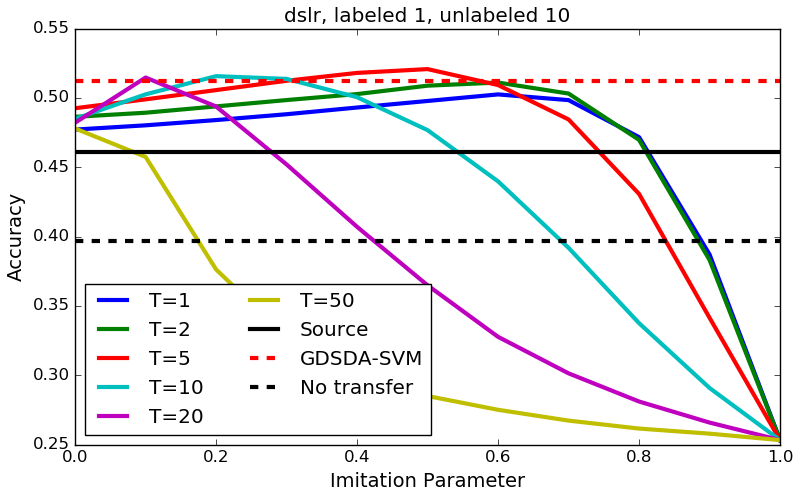 dslr, labeled 1, unlabeled 10
0.55
0.50
0.45
0.40
0.35
0.30
0.25
Accuracy
T=1
T=2
T=5
T=10
T=20
T=50
Source
GDSDA-SVM
No transfer
0.0 0.2 0.4 0.6 0.8 1.0
Imitation Parameter